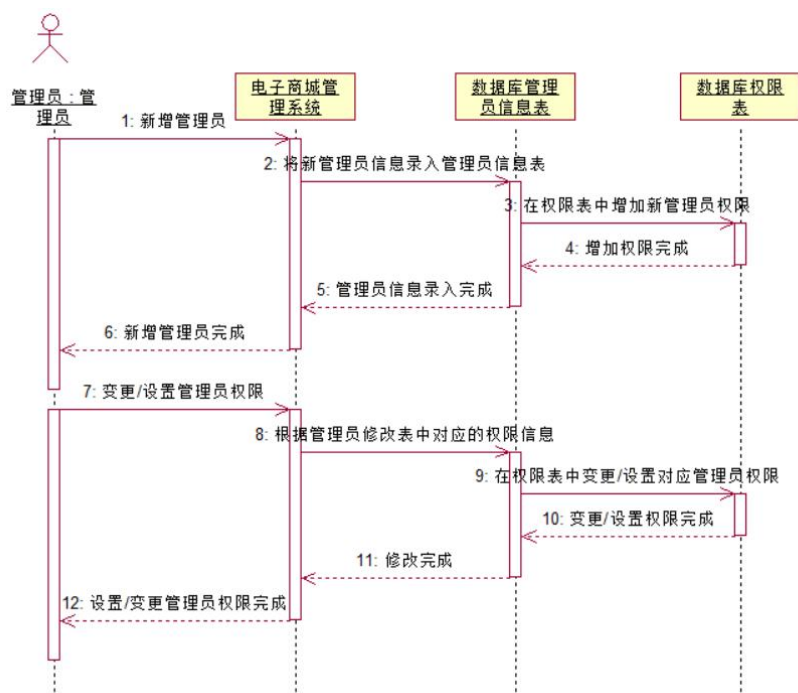 管理员 : 管
理员
电子商城管
理系统
数据库管理
员信息表
数据库权限
表
1: 新增管理员
2: 将新管理员信息录入管理员信息表
3: 在权限表中增加新管理员权限
4: 增加权限完成
5: 管理员信息录入完成
6: 新增管理员完成
7: 变更/设置管理员权限
8: 根据管理员修改表中对应的权限信息
9: 在权限表中变更/设置对应管理员权限
10: 变更/设置权限完成
11: 修改完成
12: 设置/变更管理员权限完成